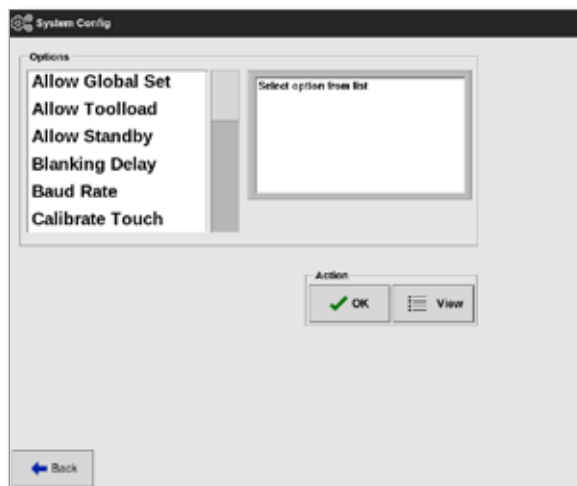 System Config
Options
Allow Global Set
Allow Toolload
Allow Standby
Blanking Delay
Baud Rate
Calibrate Touch
Select option from list
Action
OK
View
Back